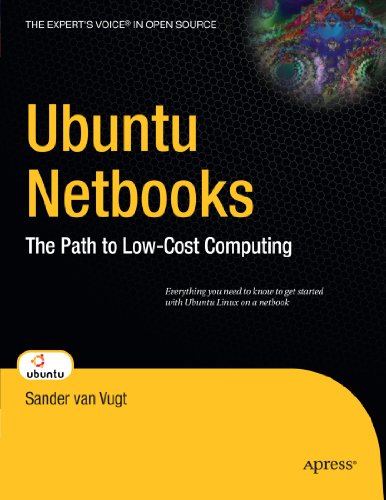 THE EXPERT'S VOICE® IN OPEN SOURCE
Ubuntu
Netbooks
The Path to Low-Cost Computing
Everything you need to know to get started
with Ubuntu Linux on a netbook
ubuntu
Sander van Vugt
Apress®